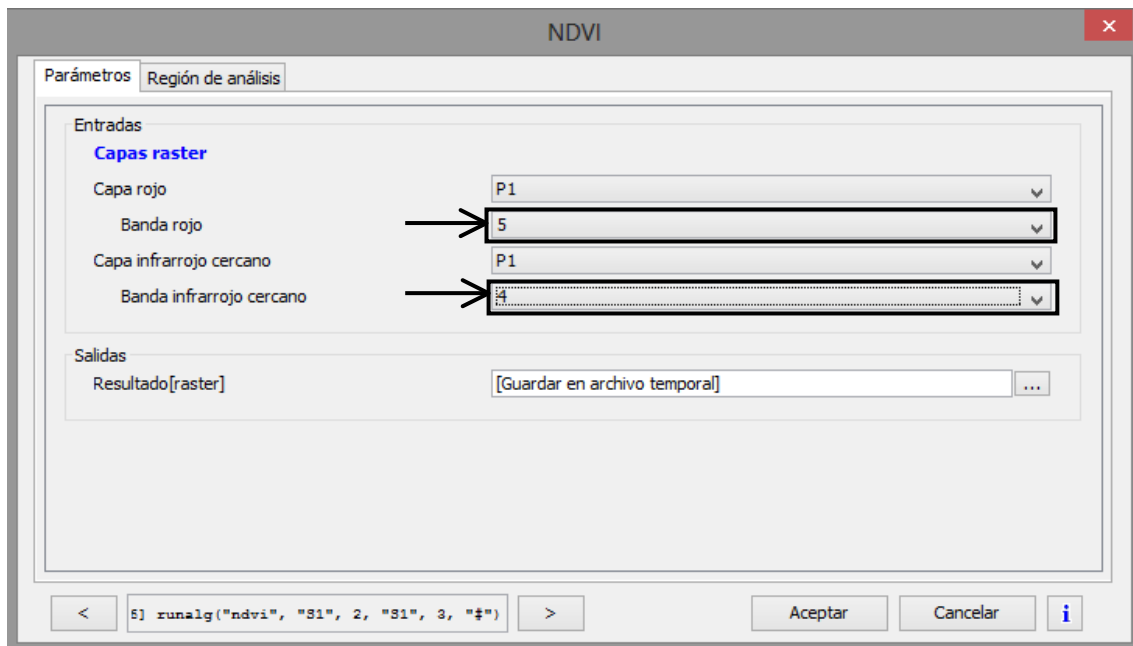 NDVI
Parámetros Región de análisis
Entradas
Capas raster
Capa rojo P1
Banda rojo 5
Capa infrarrojo cercano P1
Banda infrarrojo cercano 4
Salidas
Resultado[raster] [Guardar en archivo temporal] ...
< 5] runalg("ndvi", "S1", 2, "S1", 3, "#") > Aceptar Cancelar i